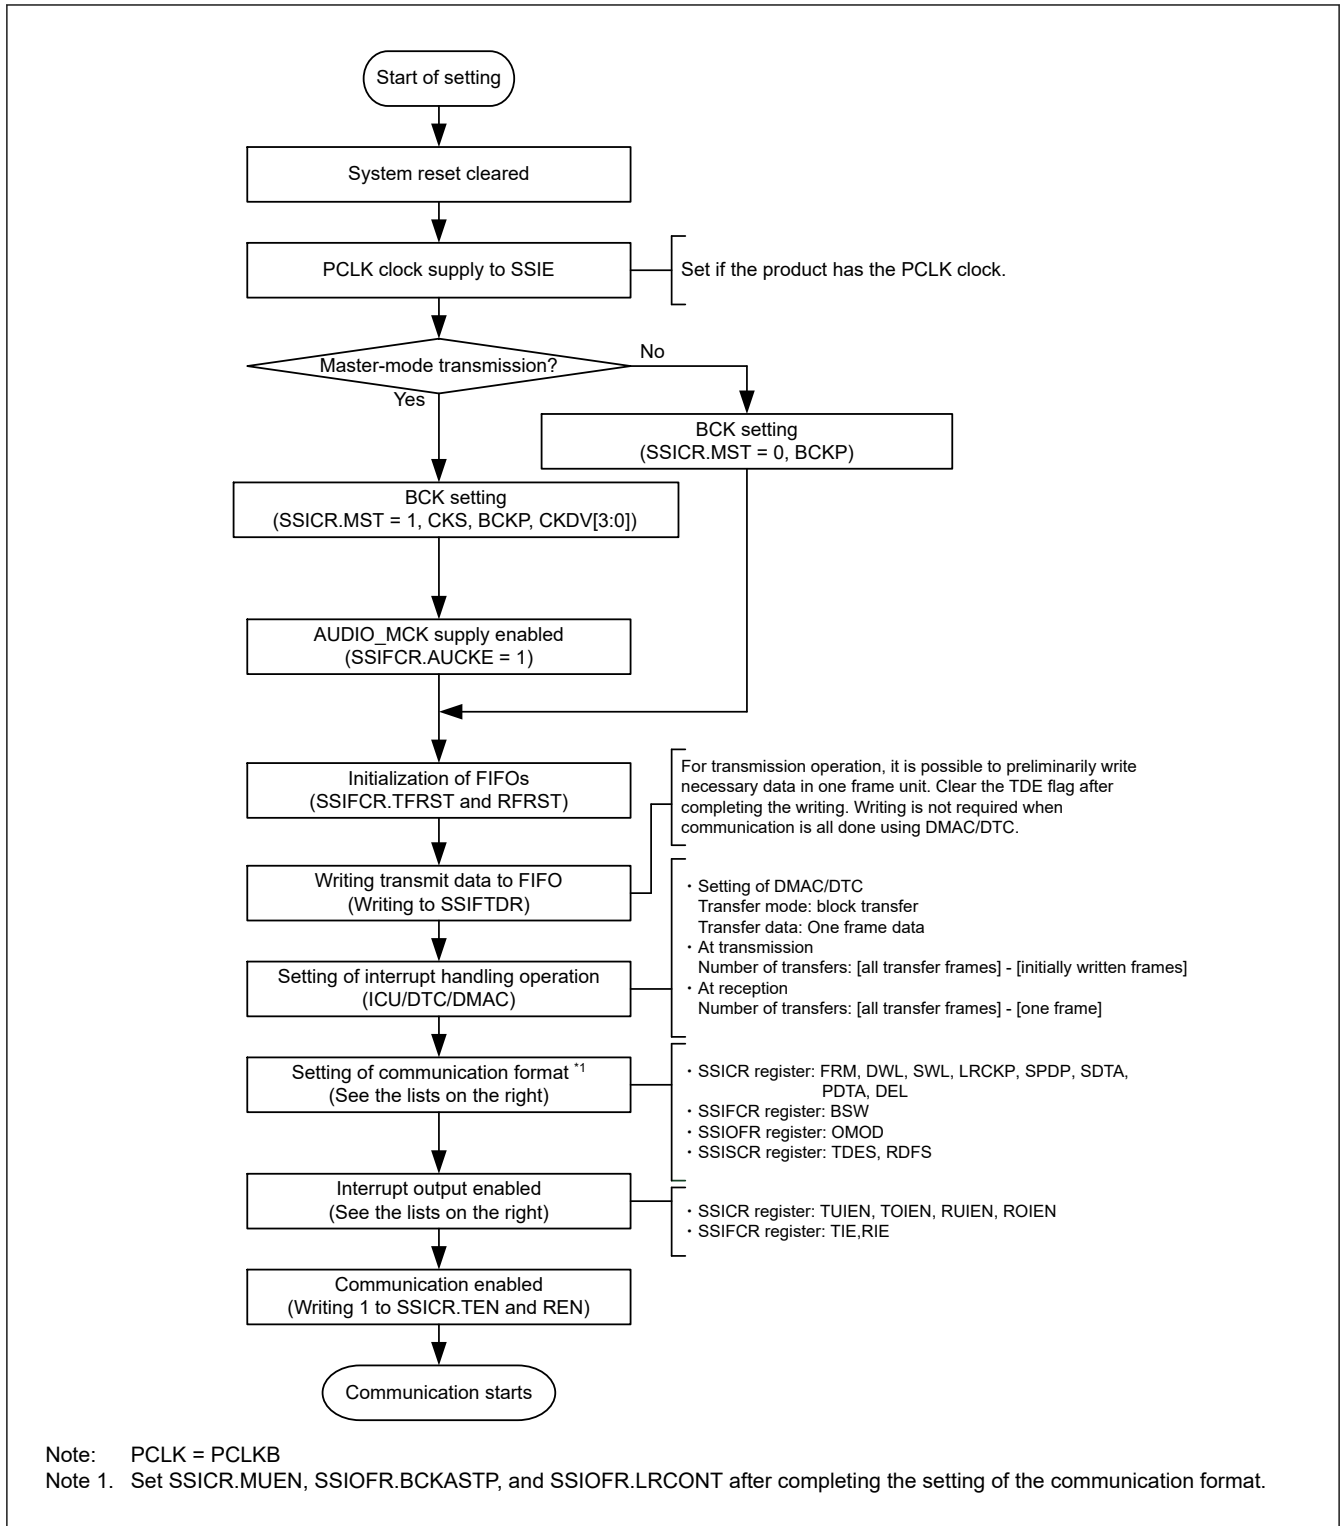 Start of setting
System reset cleared
PCLK clock supply to SSIE
Set if the product has the PCLK clock.
Master-mode transmission?
No
Yes
BCK setting
(SSICR.MST = 0, BCKP)
BCK setting
(SSICR.MST = 1, CKS, BCKP, CKDV[3:0])
AUDIO_MCK supply enabled
(SSIFCR.AUCKE = 1)
Initialization of FIFOs
(SSIFCR.TFRST and RFRST)
For transmission operation, it is possible to preliminarily write
necessary data in one frame unit. Clear the TDE flag after
completing the writing. Writing is not required when
communication is all done using DMAC/DTC.
Writing transmit data to FIFO
(Writing to SSIFTDR)
・Setting of DMAC/DTC
Transfer mode: block transfer
Transfer data: One frame data
・At transmission
Number of transfers: [all transfer frames] - [initially written frames]
・At reception
Number of transfers: [all transfer frames] - [one frame]
Setting of interrupt handling operation
(ICU/DTC/DMAC)
Setting of communication format *1
(See the lists on the right)
・SSICR register: FRM, DWL, SWL, LRCKP, SPDP, SDTA,
PDTA, DEL
・SSIFCR register: BSW
・SSIOFR register: OMOD
・SSISCR register: TDES, RDFS
Interrupt output enabled
(See the lists on the right)
・SSICR register: TUIEN, TOIEN, RUIEN, ROIEN
・SSIFCR register: TIE,RIE
Communication enabled
(Writing 1 to SSICR.TEN and REN)
Communication starts
Note: PCLK = PCLKB
Note 1. Set SSICR.MUEN, SSIOFR.BCKASTP, and SSIOFR.LRCONT after completing the setting of the communication format.